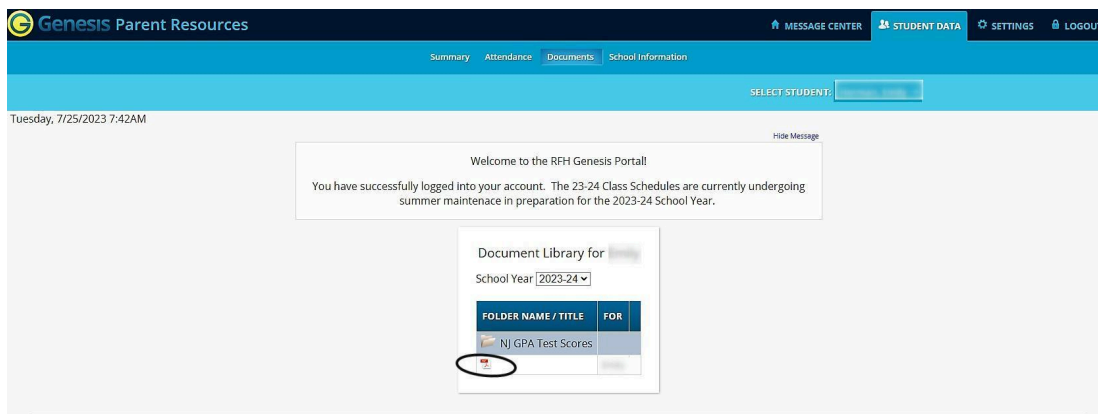 Genesis Parent Resources
MESSAGE CENTER
STUDENT DATA
SETTINGS
LOGOU
Summary Attendance Documents School Information
SELECT STUDENT:
Tuesday, 7/25/2023 7:42AM
Hide Message
Welcome to the RFH Genesis Portal!
You have successfully logged into your account. The 23-24 Class Schedules are currently undergoing
summer maintenace in preparation for the 2023-24 School Year.
Document Library for
School Year 2023-24
FOLDER NAME / TITLE FOR
NJ GPA Test Scores